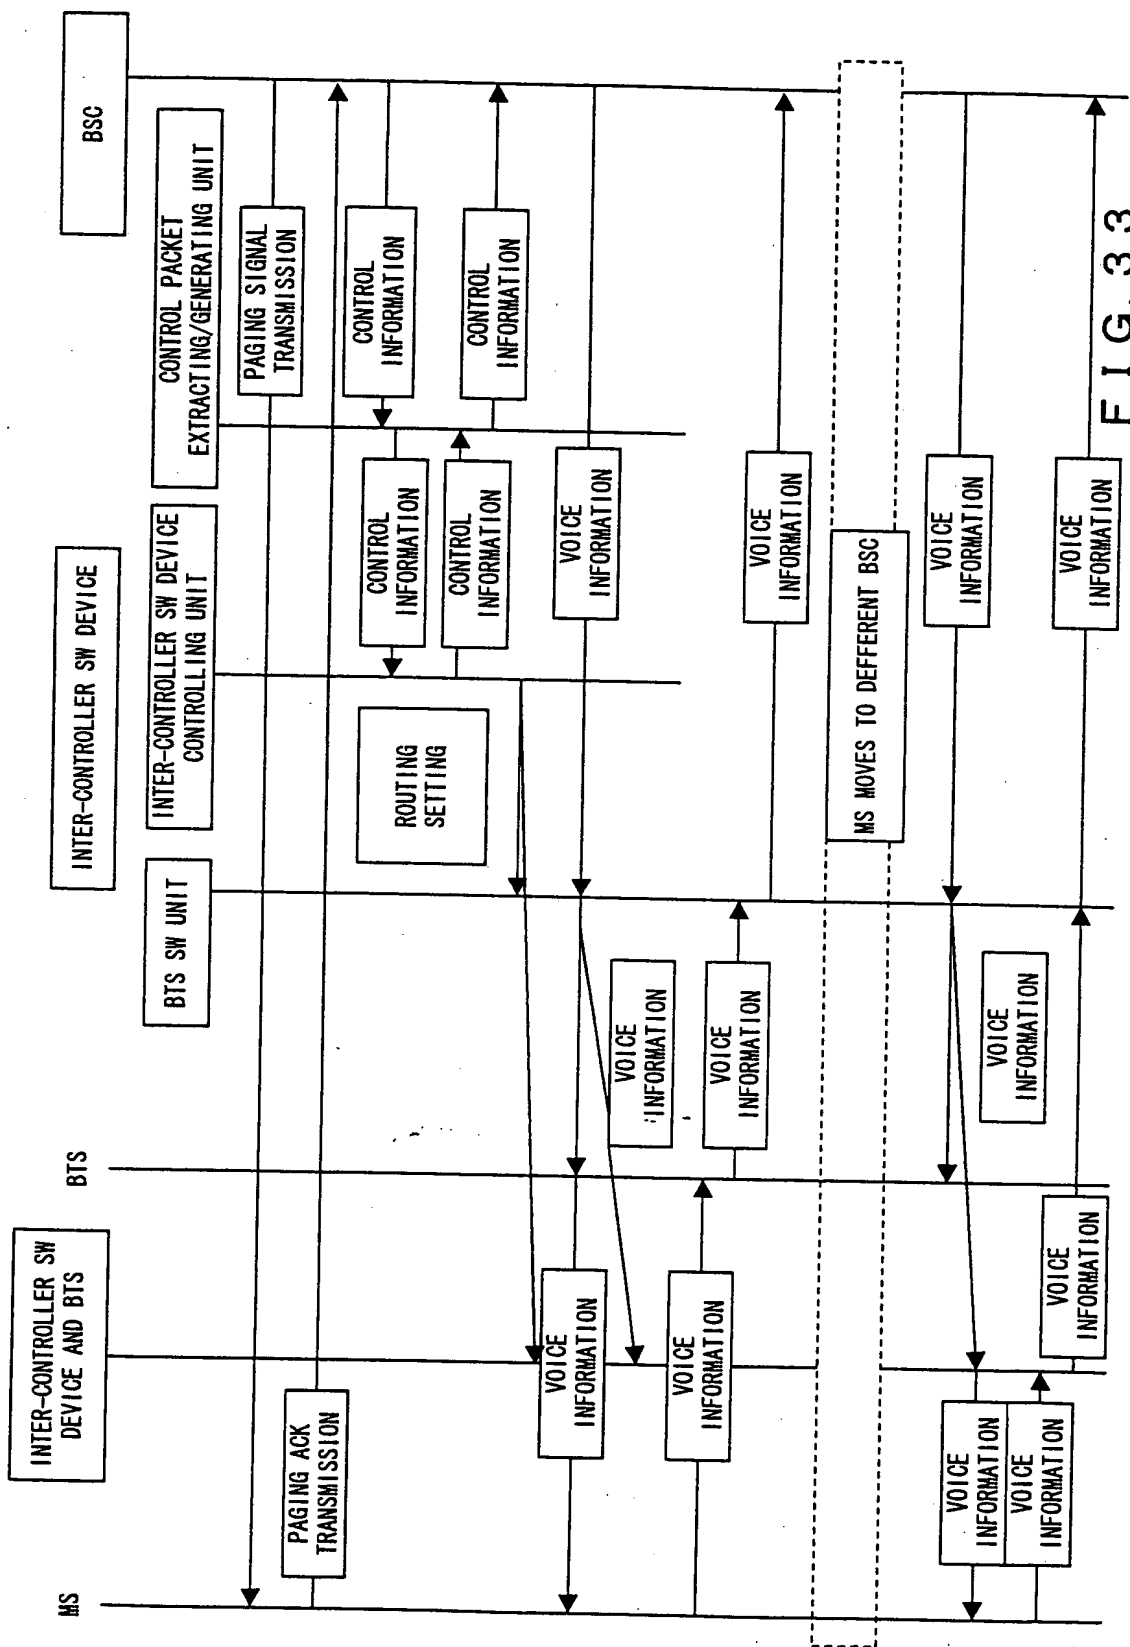 MS
INTER-CONTROLLER SW
DEVICE AND BTS
BTS
INTER-CONTROLLER SW DEVICE
BTS SW UNIT
INTER-CONTROLLER SW DEVICE
CONTROLLING UNIT
CONTROL PACKET
EXTRACTING/GENERATING UNIT
BSC
PAGING SIGNAL
TRANSMISSION
PAGING ACK
TRANSMISSION
CONTROL
INFORMATION
CONTROL
INFORMATION
ROUTING
SETTING
CONTROL
INFORMATION
CONTROL
INFORMATION
VOICE
INFORMATION
VOICE
INFORMATION
VOICE
INFORMATION
VOICE
INFORMATION
VOICE
INFORMATION
VOICE
INFORMATION
MS MOVES TO DEFFERENT BSC
VOICE
INFORMATION
VOICE
INFORMATION
VOICE
INFORMATION
VOICE
INFORMATION
VOICE
INFORMATION
VOICE
INFORMATION
FIG. 33